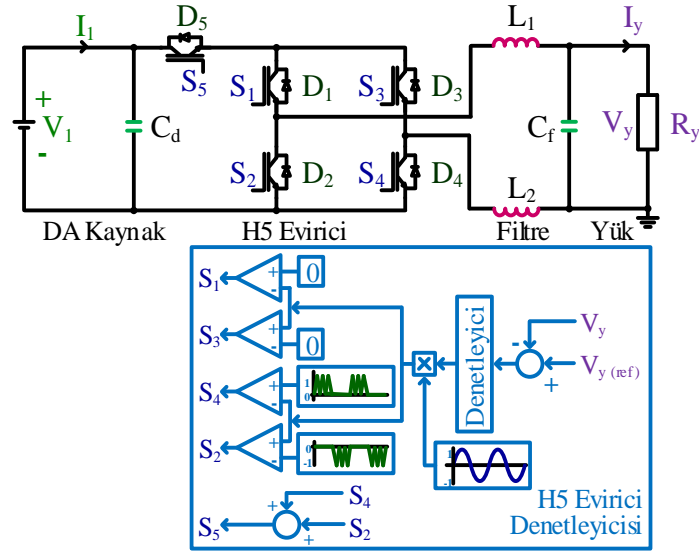 I1 D5 L1 Iy
S5 S1 D1 S3 D3
+ V1 - Cd Cf Vy Ry
S2 D2 S4 D4 L2
DA Kaynak H5 Evirici Filtre Yük
S1 + - 0
S3 + - 0
S4 + - 1 0
S2 + - 0 -1
× Denetleyici - + Vy
Vy (ref)
1 -1
S5 + + S4
S2
H5 Evirici
Denetleyicisi